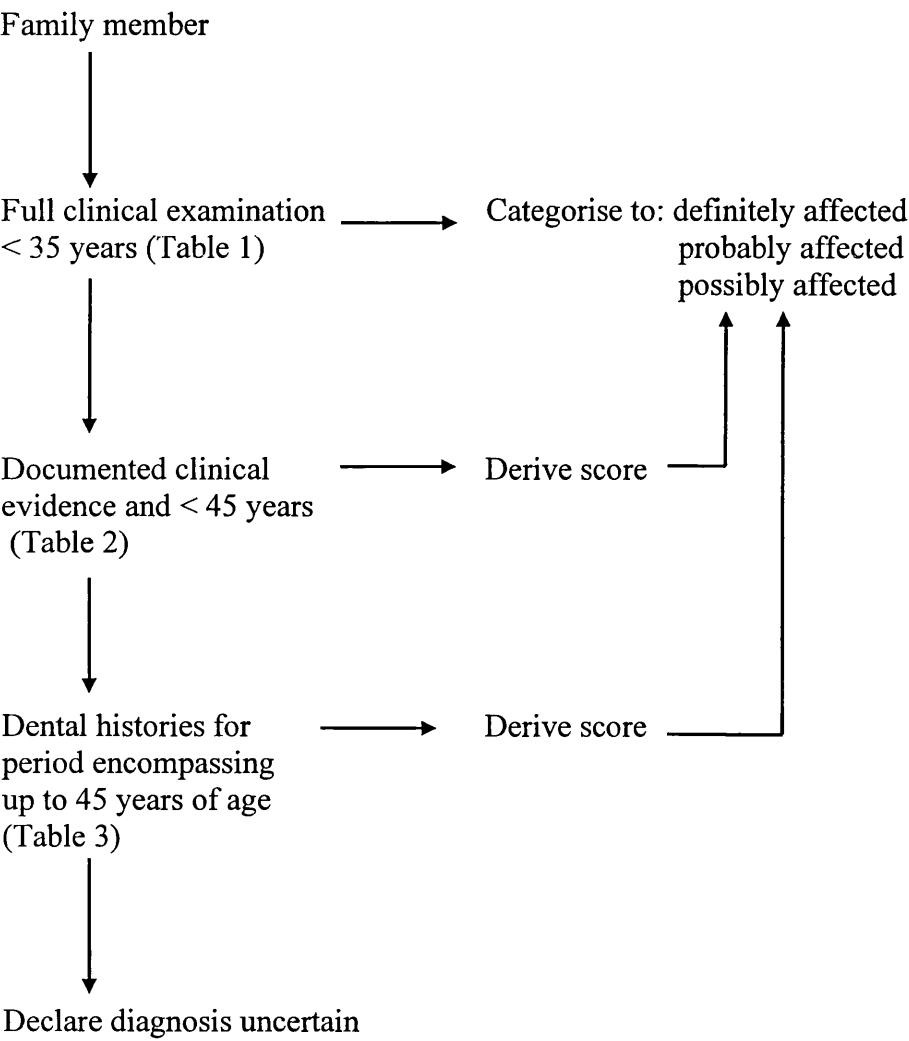 Family member
Full clinical examination
< 35 years (Table 1)
Categorise to: definitely affected
probably affected
possibly affected
Documented clinical
evidence and < 45 years
(Table 2)
Derive score
Dental histories for
period encompassing
up to 45 years of age
(Table 3)
Derive score
Declare diagnosis uncertain